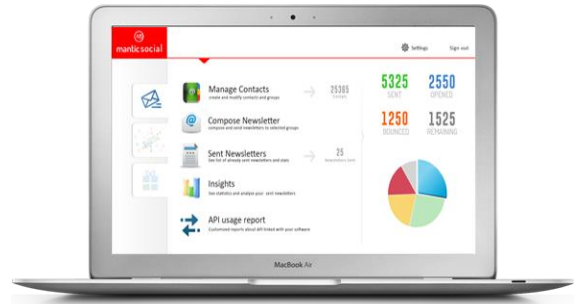 mantic social
Settings
Sign out
Manage Contacts
create and modify contacts and groups
25385
Compose Newsletter
compose and send newsletters to selected groups
Sent Newsletters
See list of already sent newsletters and stats
25
Newsletters Sent
Insights
See statistics and analyse your sent newsletters
API usage report
Customized reports about API linked with your software
5325
SENT
2550
OPENED
1250
BOUNCED
1525
REMAINING
MacBook Air